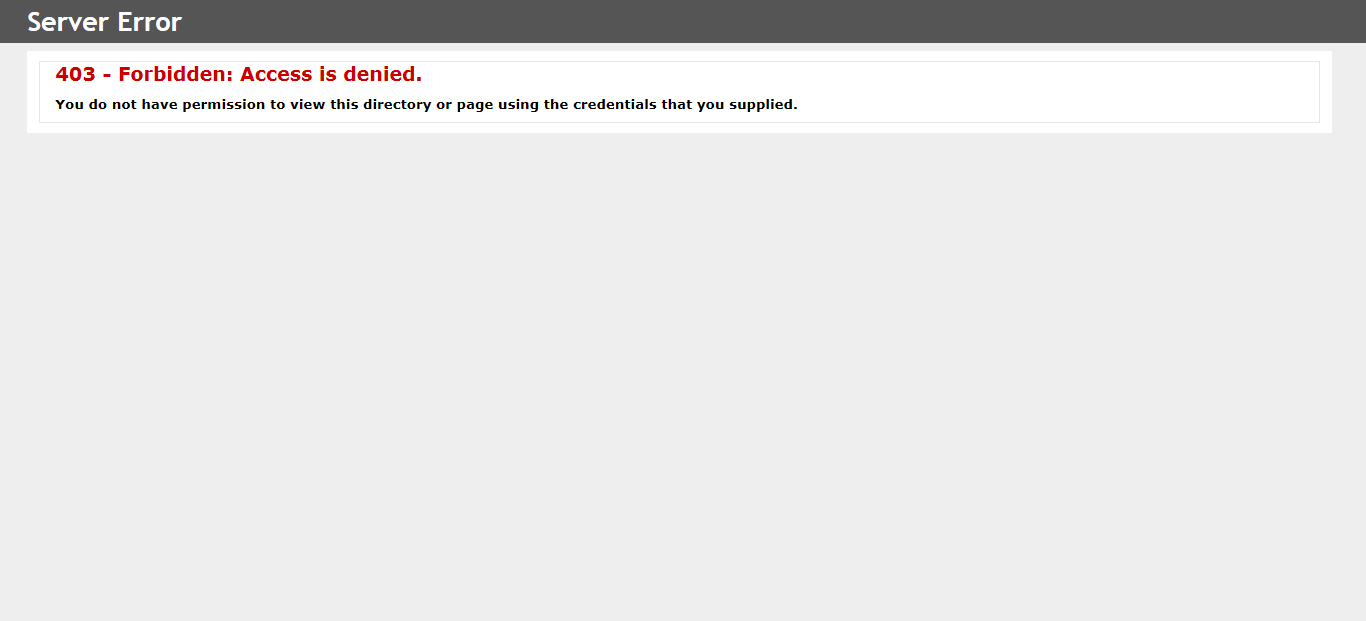 Server Error
403 - Forbidden: Access is denied.
You do not have permission to view this directory or page using the credentials that you supplied.